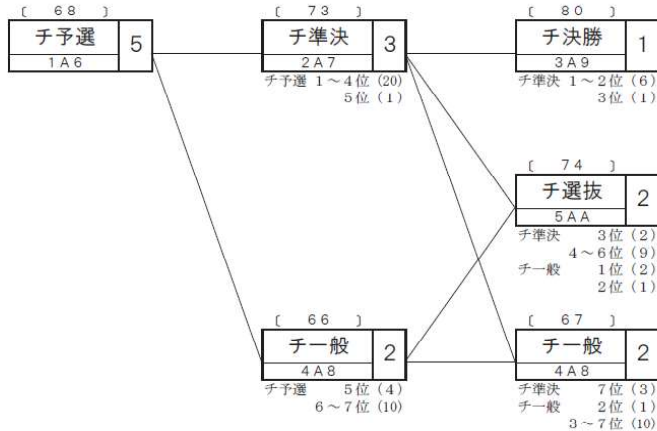 〔 68 〕
チ予選 5
1A6
〔 73 〕
チ準決 3
2A7
チ予選 1～4位 (20)
5位 (1)
〔 80 〕
チ決勝 1
3A9
チ準決 1～2位 (6)
3位 (1)
〔 74 〕
チ選抜 2
5AA
チ準決 3位 (2)
4～6位 (9)
チ一般 1位 (2)
2位 (1)
〔 66 〕
チ一般 2
4A8
チ予選 5位 (4)
6～7位 (10)
〔 67 〕
チ一般 2
4A8
チ準決 7位 (3)
チ一般 2位 (1)
3～7位 (10)